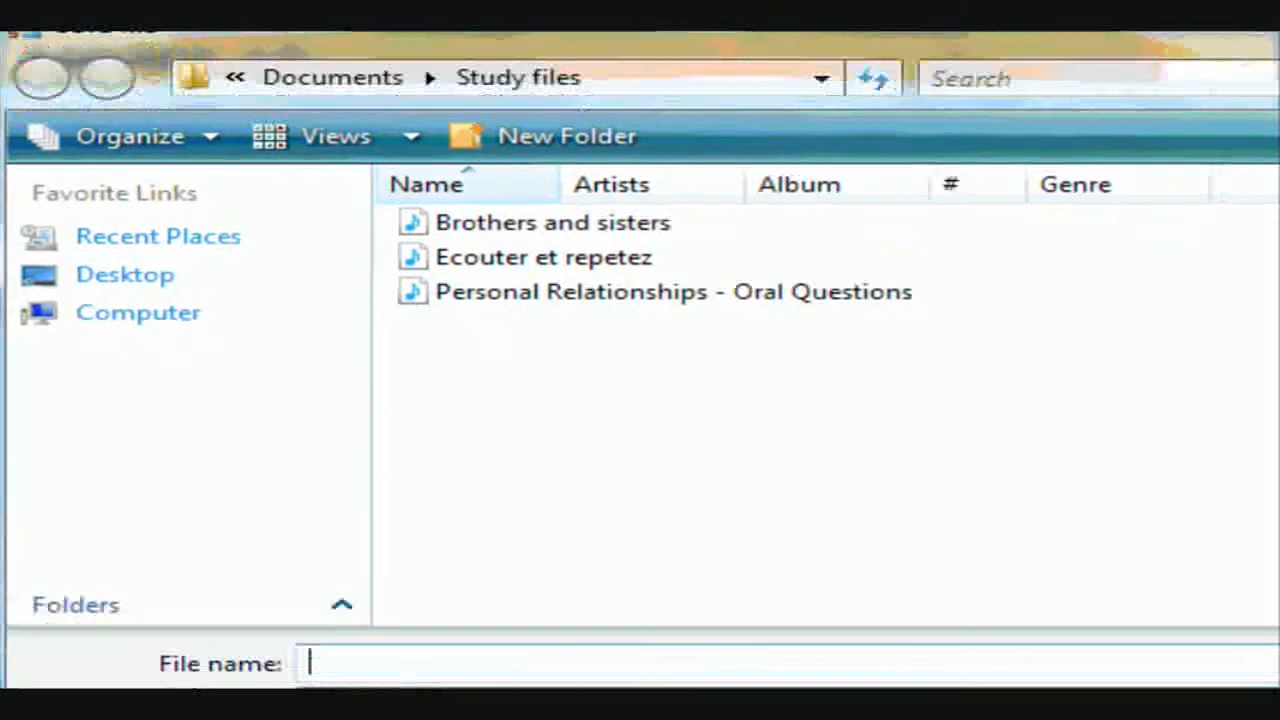 « Documents ▸ Study files
Search
Organize Views New Folder
Favorite Links
Recent Places
Desktop
Computer
Folders
Name Artists Album # Genre
Brothers and sisters
Ecouter et repetez
Personal Relationships - Oral Questions
File name: